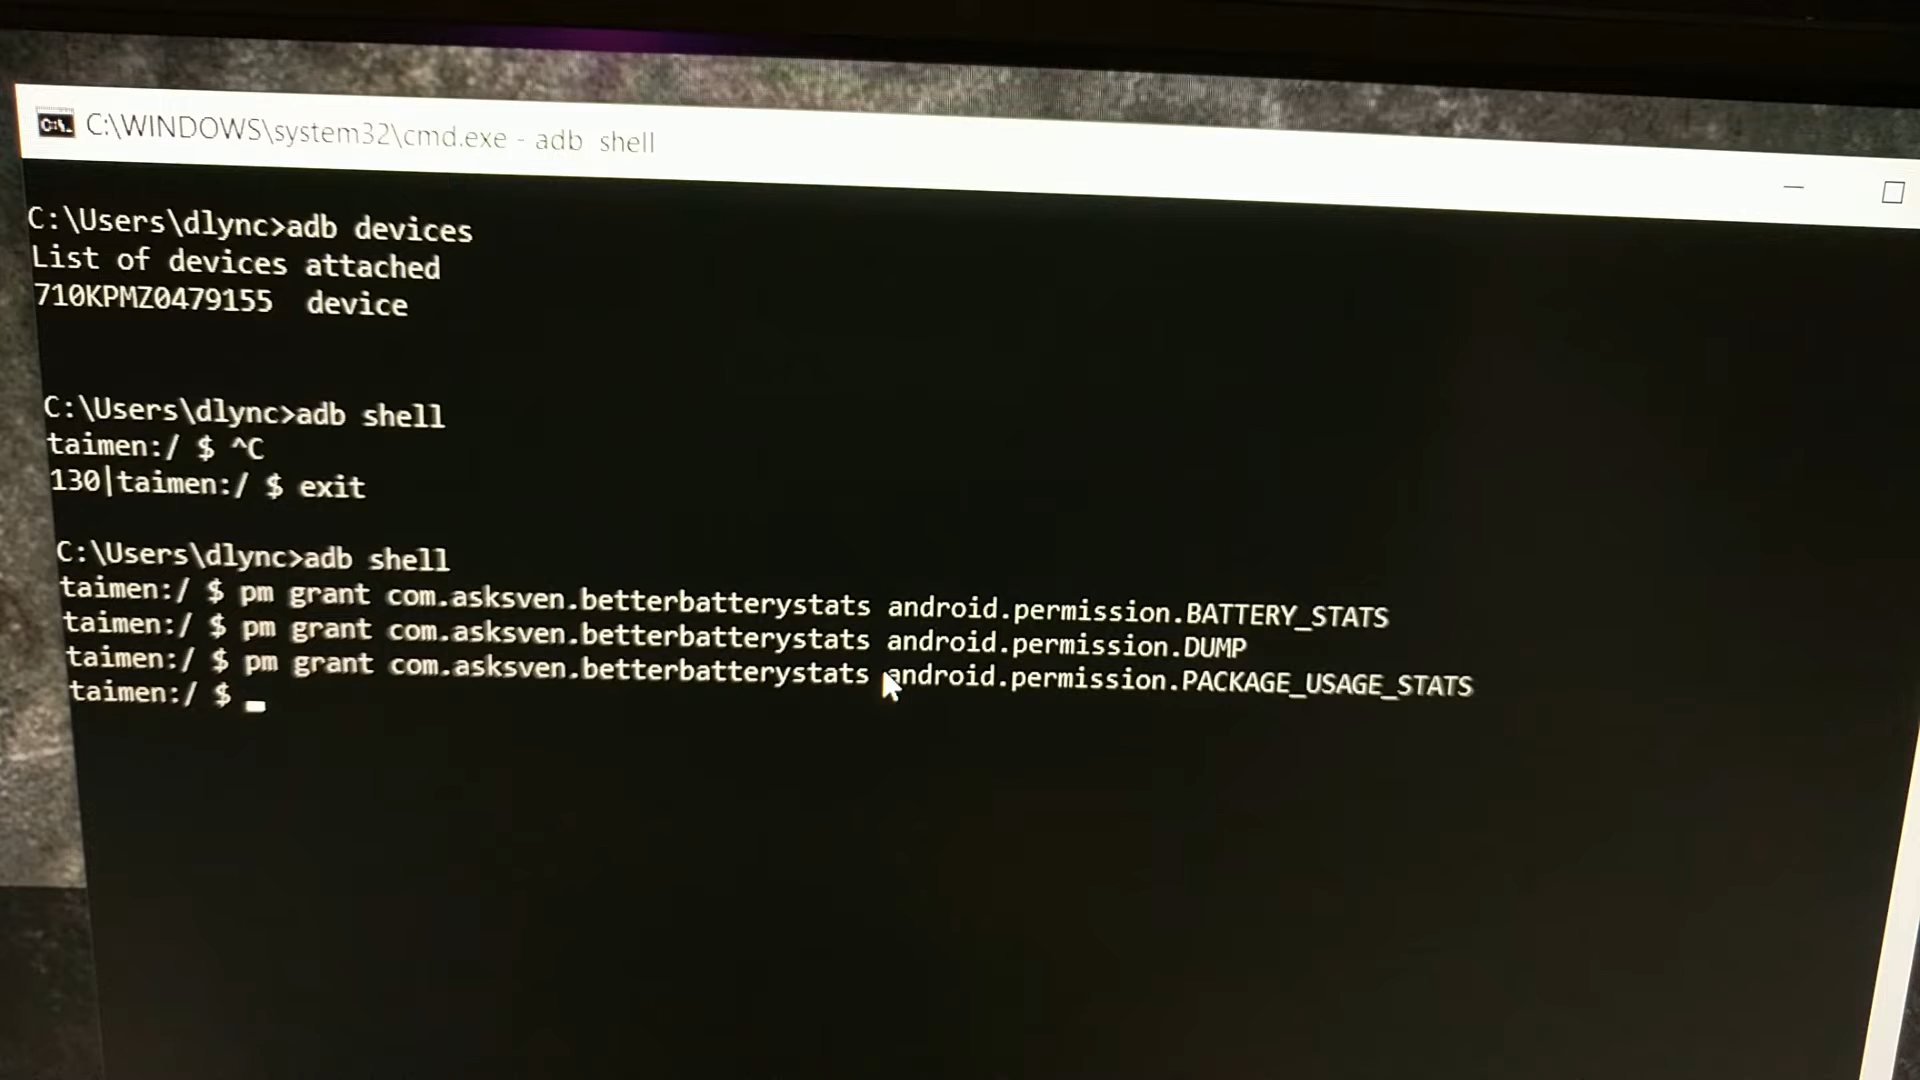 C:\WINDOWS\system32\cmd.exe - adb  shell
C:\Users\dlync>adb devices
List of devices attached
710KPMZ0479155  device
C:\Users\dlync>adb shell
taimen:/ $ ^C
130|taimen:/ $ exit
C:\Users\dlync>adb shell
taimen:/ $ pm grant com.asksven.betterbatterystats android.permission.BATTERY_STATS
taimen:/ $ pm grant com.asksven.betterbatterystats android.permission.DUMP
taimen:/ $ pm grant com.asksven.betterbatterystats android.permission.PACKAGE_USAGE_STATS
taimen:/ $